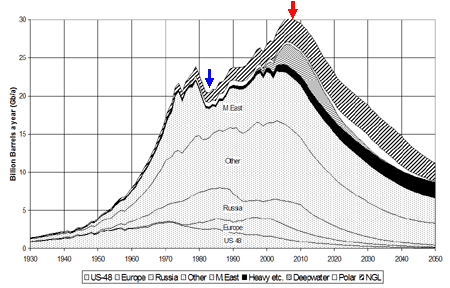 30
25
20
15
10
5
0
Billion Barrels a year (Gb/a)
M.East
Other
Russia
Europe
US-48
1930 1940 1950 1960 1970 1980 1990 2000 2010 2020 2030 2040 2050
US-48 Europe Russia Other M.East Heavy etc. Deepwater Polar NGL